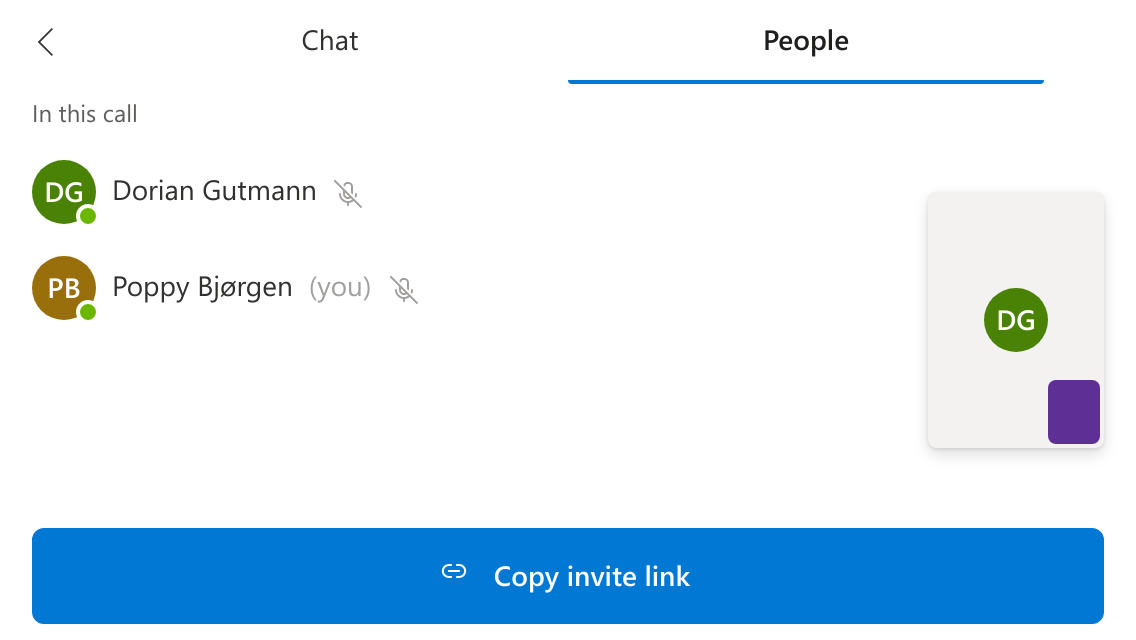 Chat People
In this call
DG Dorian Gutmann
PB Poppy Bjørgen (you)
DG
Copy invite link